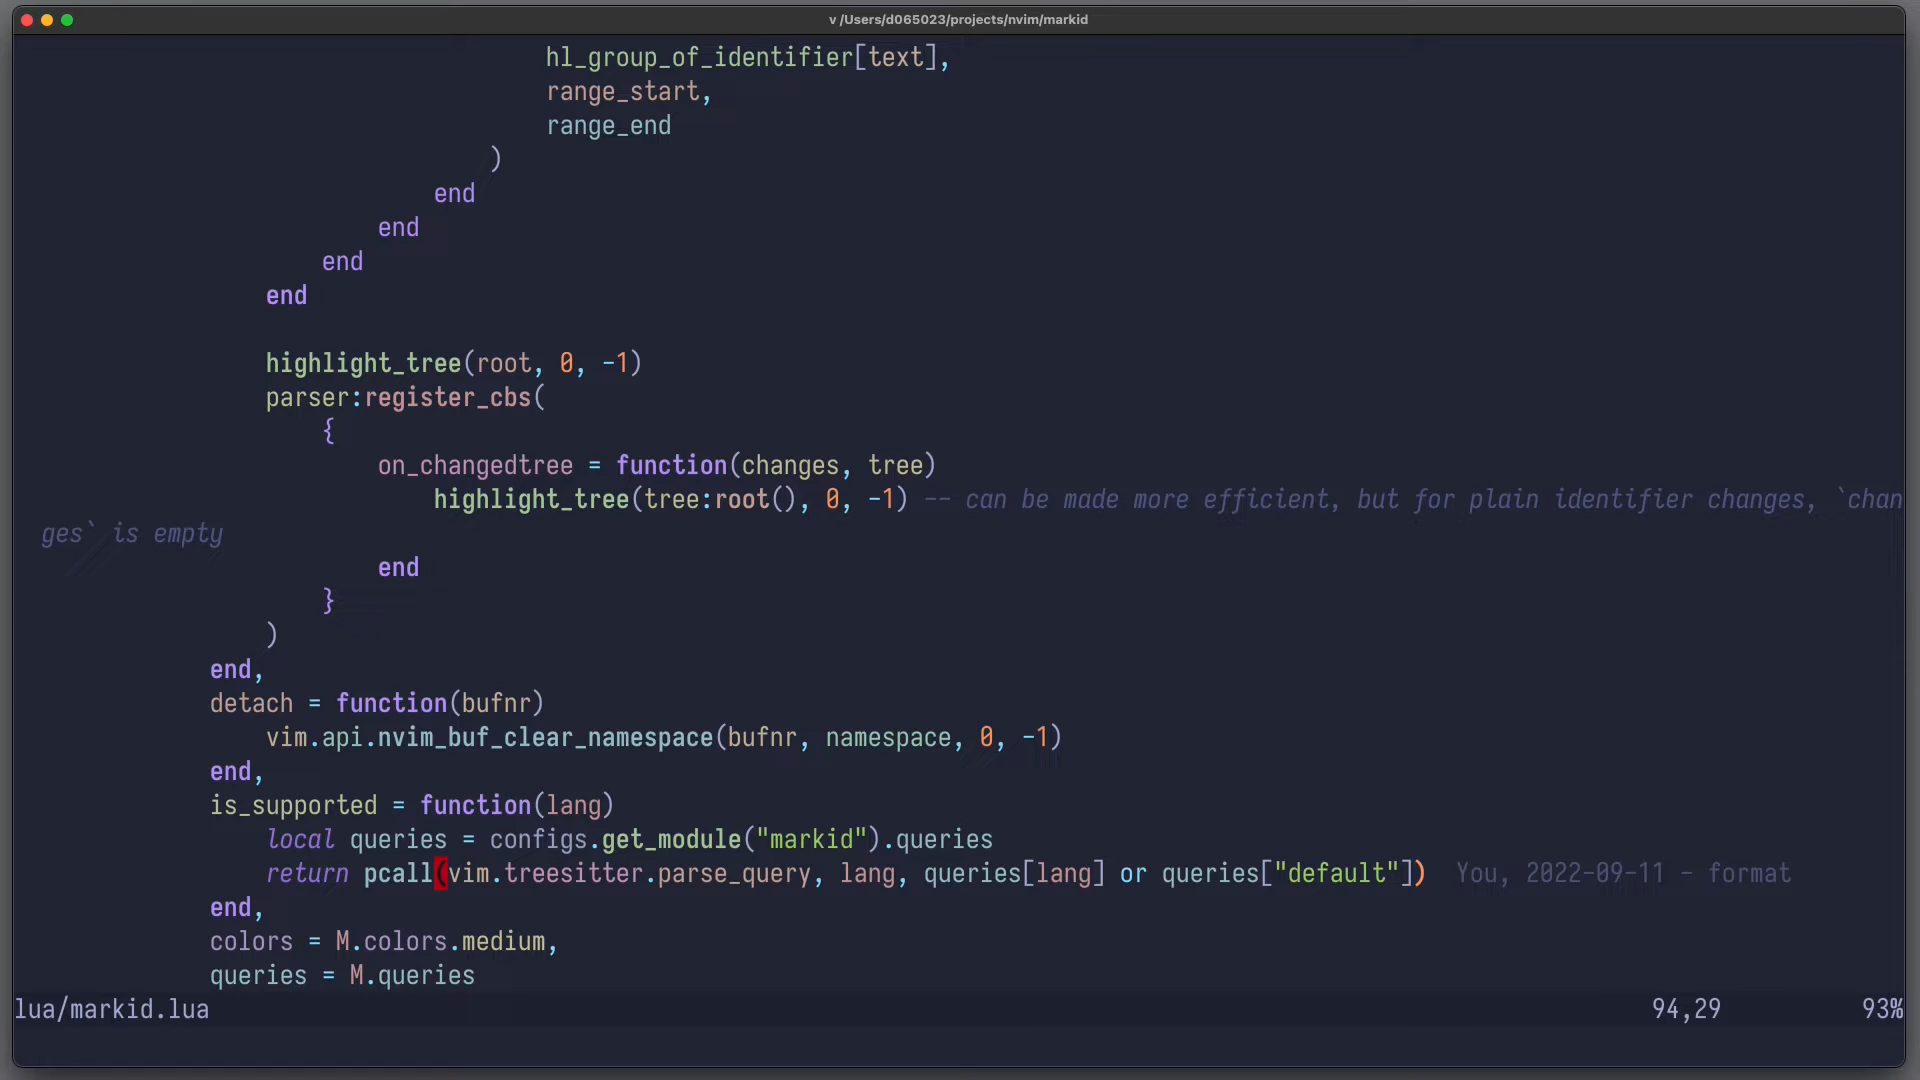 v /Users/d065023/projects/nvim/markid
hl_group_of_identifier[text],
range_start,
range_end
)
end
end
end
end
highlight_tree(root, 0, -1)
parser:register_cbs(
{
on_changedtree = function(changes, tree)
highlight_tree(tree:root(), 0, -1) -- can be made more efficient, but for plain identifier changes, `chan
ges` is empty
end
}
)
end,
detach = function(bufnr)
vim.api.nvim_buf_clear_namespace(bufnr, namespace, 0, -1)
end,
is_supported = function(lang)
local queries = configs.get_module("markid").queries
return pcall(vim.treesitter.parse_query, lang, queries[lang] or queries["default"]) You, 2022-09-11 - format
end,
colors = M.colors.medium,
queries = M.queries
lua/markid.lua 94,29 93%